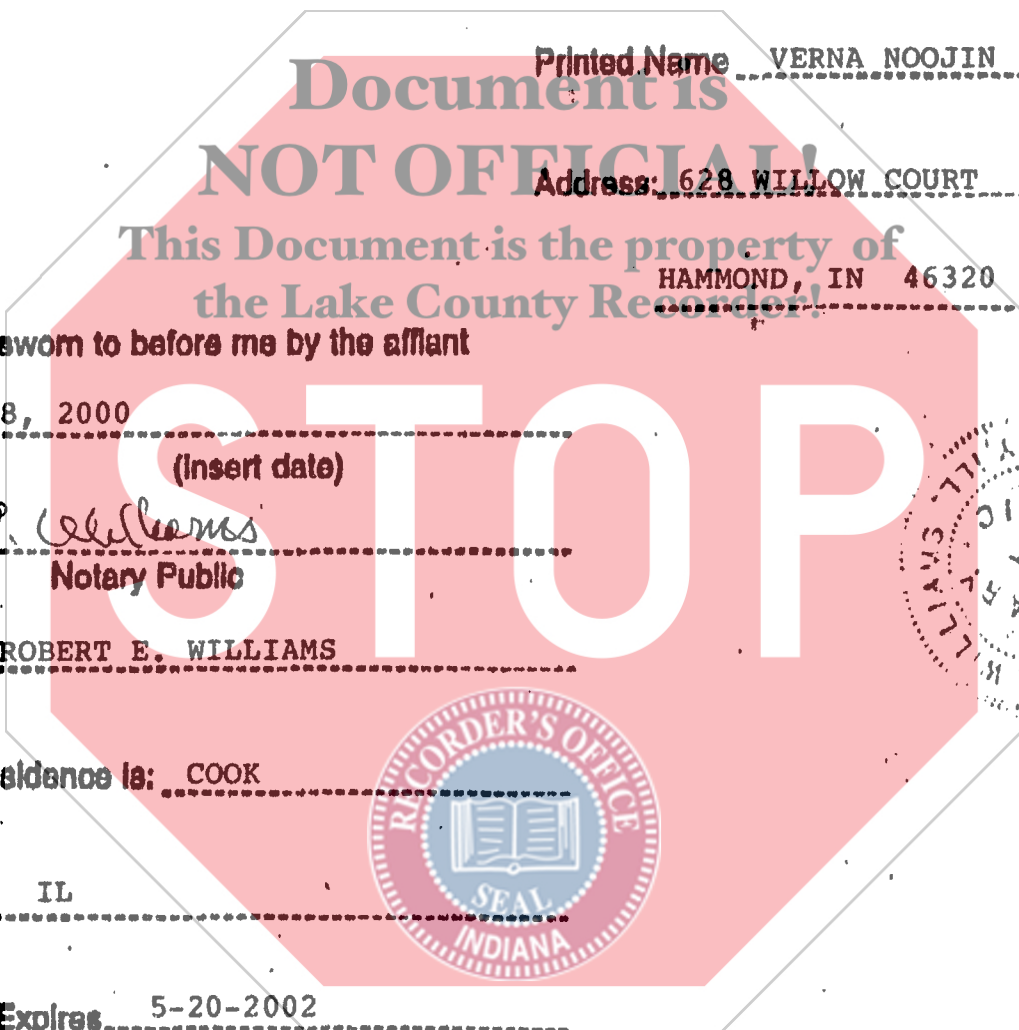 Document is
Printed Name VERNA NOOJIN
NOT OFFICIAL!
Address: 628 WILLOW COURT
This Document is the property of
HAMMOND, IN 46320
the Lake County Recorder!
sworn to before me by the affiant
8, 2000
(insert date)
STOP
Williams
Notary Public
ROBERT E. WILLIAMS
WILLIAMS
RECORDER'S OFFICE
sidence is: COOK
SEAL
IL
INDIANA
Expires 5-20-2002